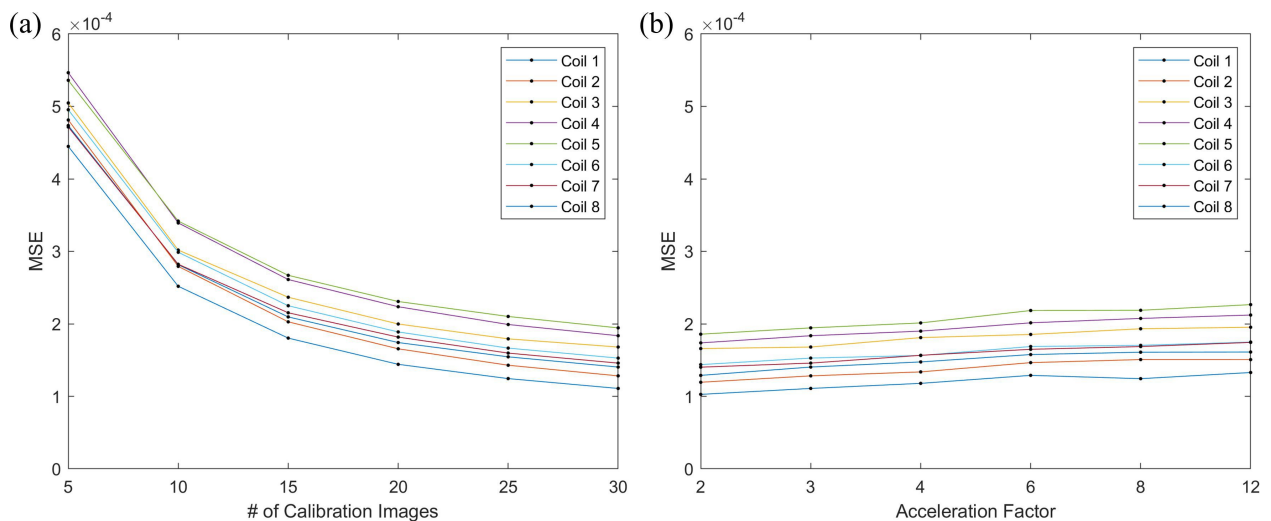 (a)
×10⁻⁴
6
5
4
3
2
1
0
MSE
5 10 15 20 25 30
# of Calibration Images
Coil 1
Coil 2
Coil 3
Coil 4
Coil 5
Coil 6
Coil 7
Coil 8
(b)
×10⁻⁴
6
5
4
3
2
1
0
MSE
2 3 4 6 8 12
Acceleration Factor
Coil 1
Coil 2
Coil 3
Coil 4
Coil 5
Coil 6
Coil 7
Coil 8